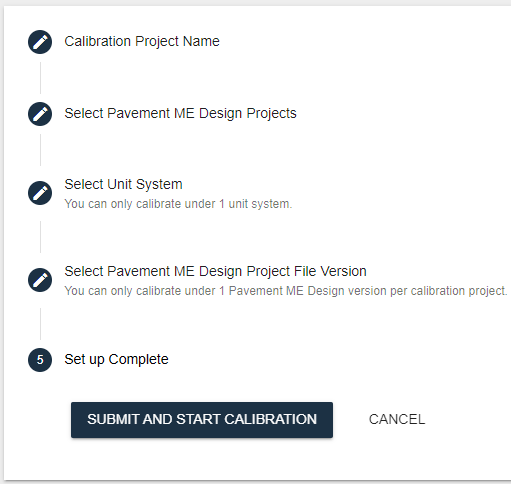 Calibration Project Name
Select Pavement ME Design Projects
Select Unit System
You can only calibrate under 1 unit system.
Select Pavement ME Design Project File Version
You can only calibrate under 1 Pavement ME Design version per calibration project.
5 Set up Complete
SUBMIT AND START CALIBRATION CANCEL